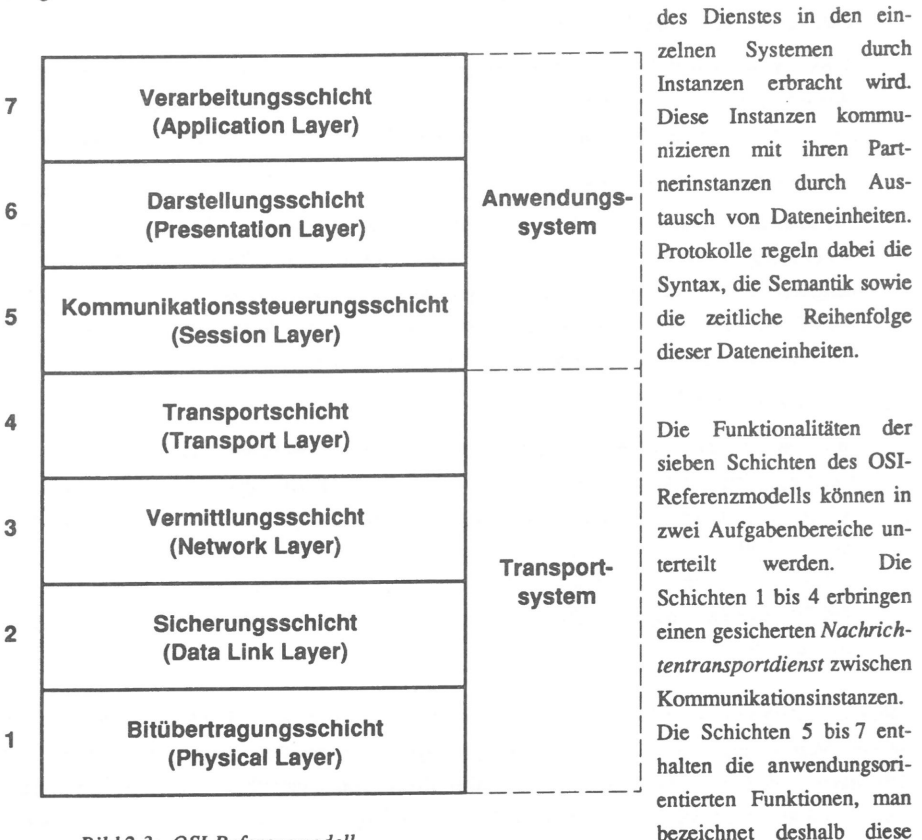 7
Verarbeitungsschicht
(Application Layer)
6
Darstellungsschicht
(Presentation Layer)
Anwendungs-
system
5
Kommunikationssteuerungsschicht
(Session Layer)
4
Transportschicht
(Transport Layer)
3
Vermittlungsschicht
(Network Layer)
Transport-
system
2
Sicherungsschicht
(Data Link Layer)
1
Bitübertragungsschicht
(Physical Layer)
Bild 2-3: OSI-Referenzmodell
des Dienstes in den ein-
zelnen Systemen durch
Instanzen erbracht wird.
Diese Instanzen kommu-
nizieren mit ihren Part-
nerinstanzen durch Aus-
tausch von Dateneinheiten.
Protokolle regeln dabei die
Syntax, die Semantik sowie
die zeitliche Reihenfolge
dieser Dateneinheiten.
Die Funktionalitäten der
sieben Schichten des OSI-
Referenzmodells können in
zwei Aufgabenbereiche un-
terteilt werden. Die
Schichten 1 bis 4 erbringen
einen gesicherten Nachrich-
tentransportdienst zwischen
Kommunikationsinstanzen.
Die Schichten 5 bis 7 ent-
halten die anwendungsori-
entierten Funktionen, man
bezeichnet deshalb diese